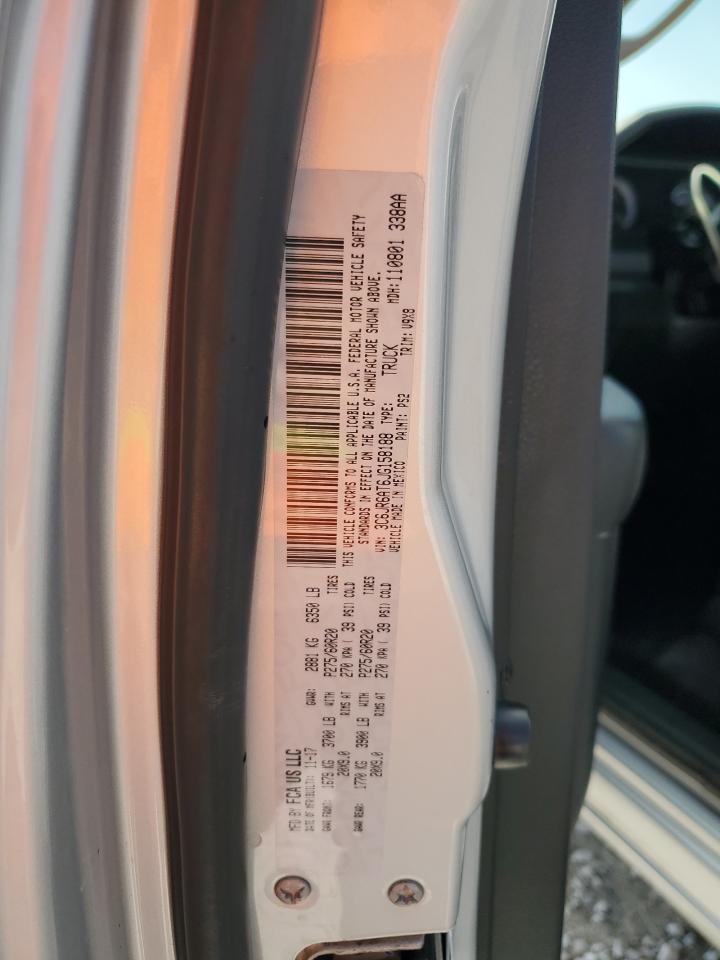 MFD BY FCA US LLC
DATE OF MFR(BUILT): 11-17 GVWR: 2881 KG 6350 LB
GAWR FRONT: 1679 KG 3700 LB WITH P275/60R20 TIRES
20X9.0 RIMS AT 270 KPA ( 39 PSI) COLD
GAWR REAR: 1770 KG 3900 LB WITH P275/60R20 TIRES
20X9.0 RIMS AT 270 KPA ( 39 PSI) COLD
THIS VEHICLE CONFORMS TO ALL APPLICABLE U.S.A. FEDERAL MOTOR VEHICLE SAFETY
STANDARDS IN EFFECT ON THE DATE OF MANUFACTURE SHOWN ABOVE.
VIN: 3C6JR6AT6JG158188 TYPE: TRUCK MDH:110801 338AA
VEHICLE MADE IN MEXICO PAINT: PS2 TRIM: V9X8